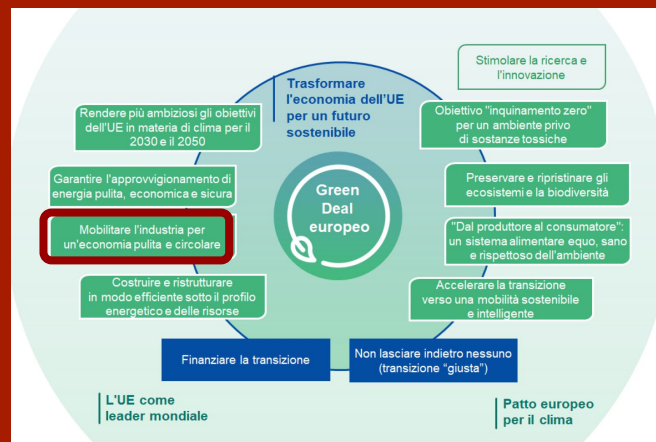 Stimolare la ricerca e
l'innovazione
Trasformare
l'economia dell'UE
per un futuro
sostenibile
Rendere più ambiziosi gli obiettivi
dell'UE in materia di clima per il
2030 e il 2050
Obiettivo "inquinamento zero"
per un ambiente privo
di sostanze tossiche
Garantire l'approvvigionamento di
energia pulita, economica e sicura
Preservare e ripristinare gli
ecosistemi e la biodiversità
Green
Deal
europeo
Mobilitare l'industria per
un'economia pulita e circolare
"Dal produttore al consumatore":
un sistema alimentare equo, sano
e rispettoso dell'ambiente
Costruire e ristrutturare
in modo efficiente sotto il profilo
energetico e delle risorse
Accelerare la transizione
verso una mobilità sostenibile
e intelligente
Finanziare la transizione
Non lasciare indietro nessuno
(transizione "giusta")
L'UE come
leader mondiale
Patto europeo
per il clima